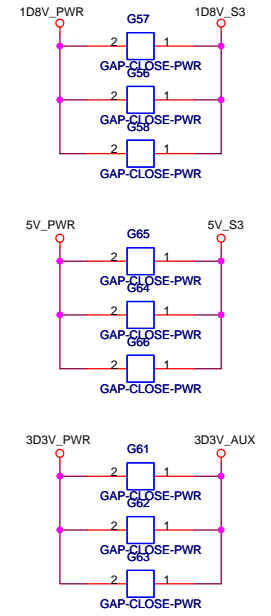 1D8V_PWR 1D8V_S3
G57
2 1
GAP-CLOSE-PWR
G56
2 1
GAP-CLOSE-PWR
G58
2 1
GAP-CLOSE-PWR
5V_PWR 5V_S3
G65
2 1
GAP-CLOSE-PWR
G64
2 1
GAP-CLOSE-PWR
G66
2 1
GAP-CLOSE-PWR
3D3V_PWR 3D3V_AUX
G61
2 1
GAP-CLOSE-PWR
G62
2 1
GAP-CLOSE-PWR
G63
2 1
GAP-CLOSE-PWR